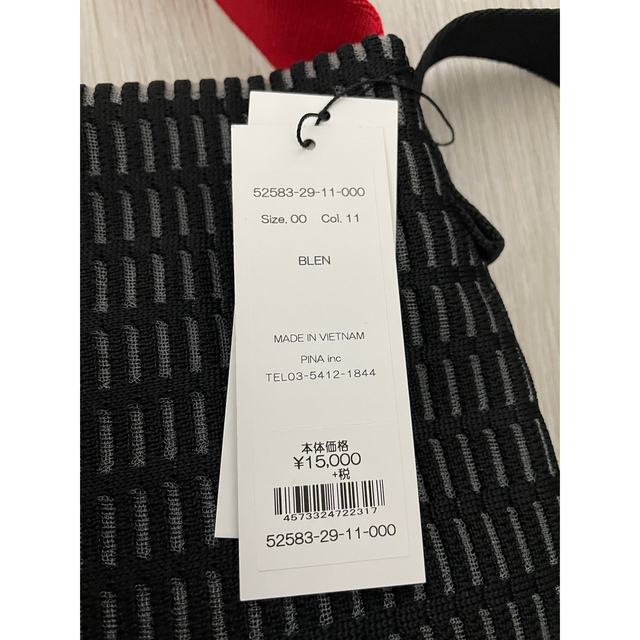 52583-29-11-000
Size. 00 Col. 11
BLEN
MADE IN VIETNAM
PINA inc
TEL03-5412-1844
本体価格
¥15,000
+税
4573324722317
52583-29-11-000